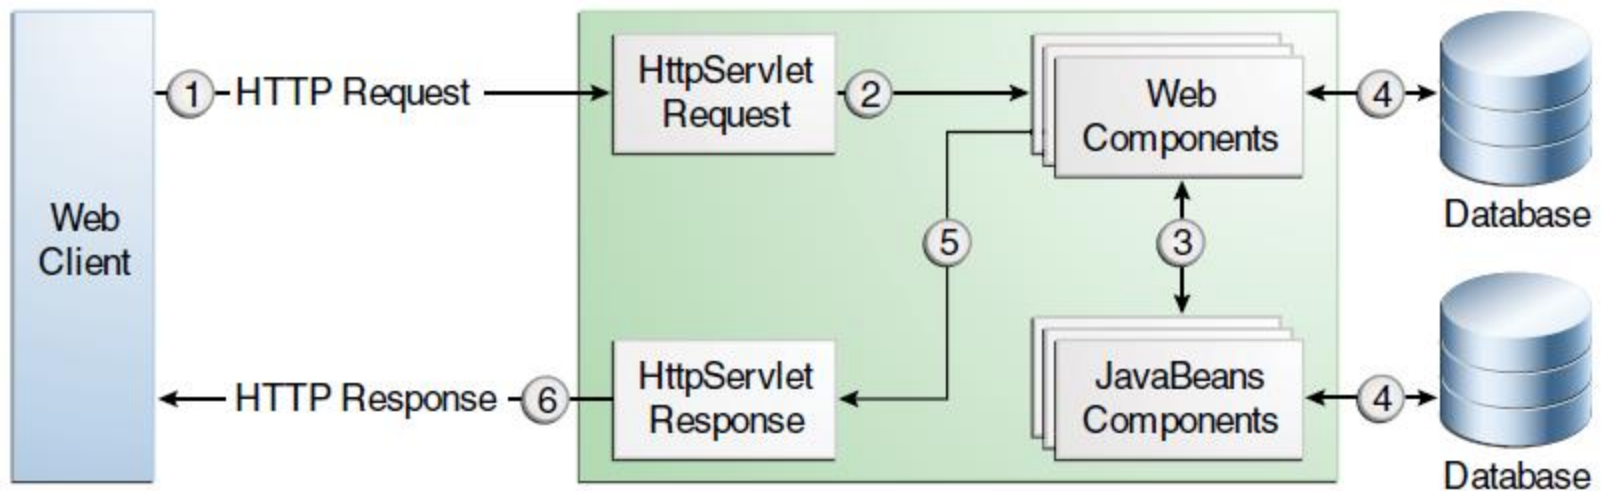 1
HTTP Request
HttpServlet
Request
2
Web
Components
4
Database
Web
Client
5
3
HTTP Response
6
HttpServlet
Response
JavaBeans
Components
4
Database